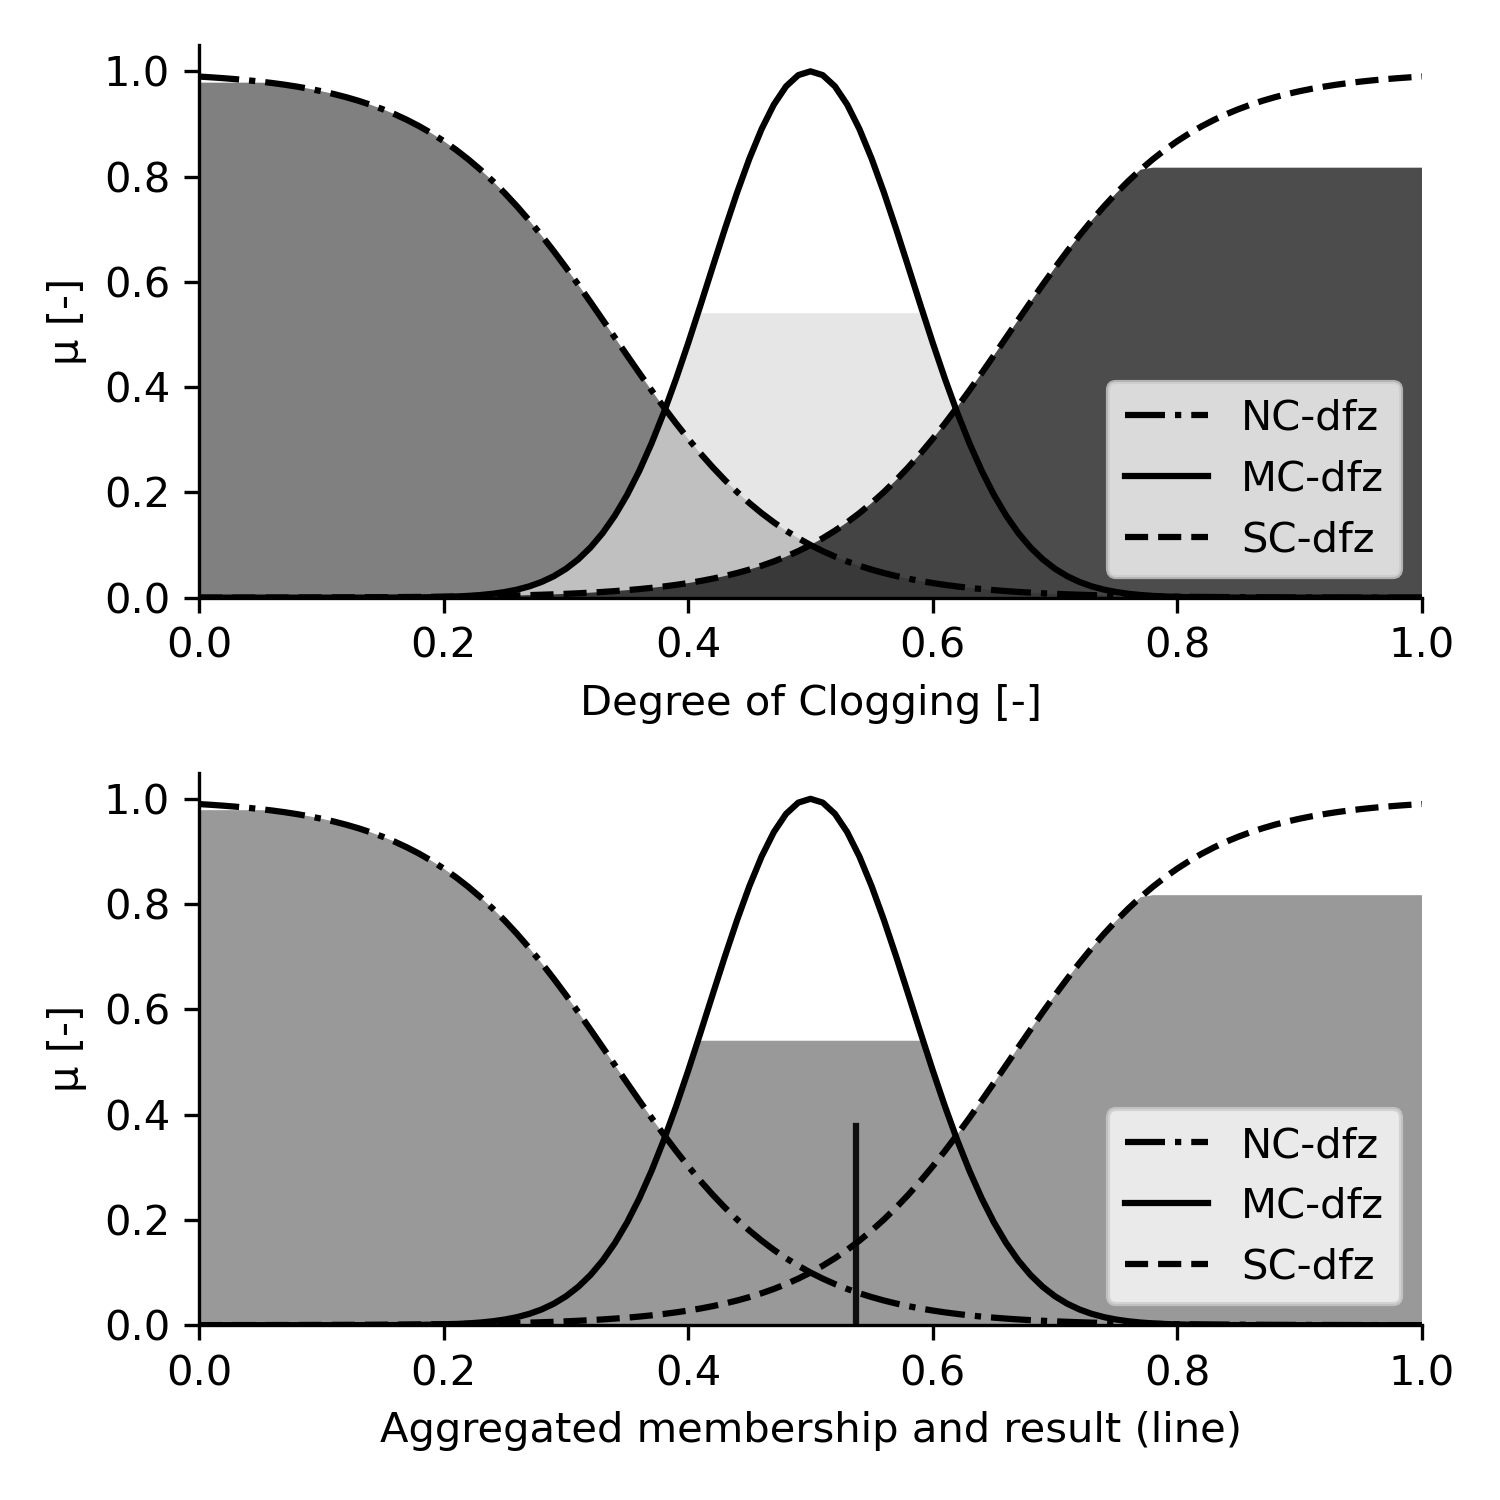 1.0
0.8
0.6
0.4
0.2
0.0
μ [-]
NC-dfz
MC-dfz
SC-dfz
0.0 0.2 0.4 0.6 0.8 1.0
Degree of Clogging [-]
1.0
0.8
0.6
0.4
0.2
0.0
μ [-]
NC-dfz
MC-dfz
SC-dfz
0.0 0.2 0.4 0.6 0.8 1.0
Aggregated membership and result (line)